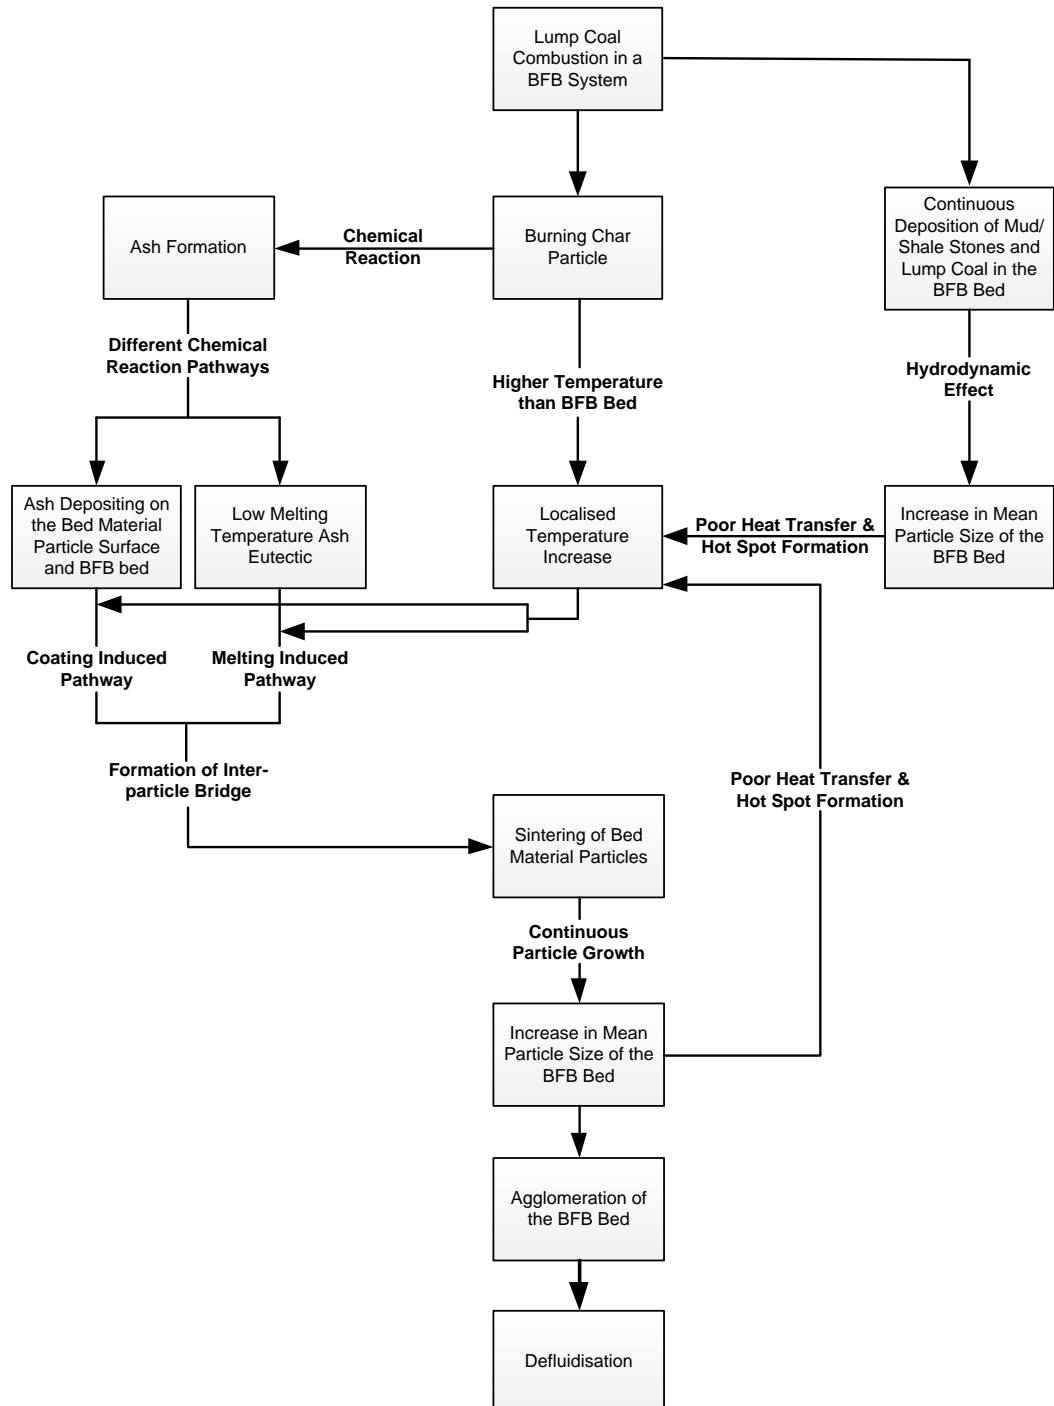 Lump Coal
Combustion in a
BFB System
Ash Formation
Chemical
Reaction
Burning Char
Particle
Continuous
Deposition of Mud/
Shale Stones and
Lump Coal in the
BFB Bed
Different Chemical
Reaction Pathways
Higher Temperature
than BFB Bed
Hydrodynamic
Effect
Ash Depositing on
the Bed Material
Particle Surface
and BFB bed
Low Melting
Temperature Ash
Eutectic
Localised
Temperature
Increase
Poor Heat Transfer &
Hot Spot Formation
Increase in Mean
Particle Size of the
BFB Bed
Coating Induced
Pathway
Melting Induced
Pathway
Formation of Inter-
particle Bridge
Poor Heat Transfer &
Hot Spot Formation
Sintering of Bed
Material Particles
Continuous
Particle Growth
Increase in Mean
Particle Size of the
BFB Bed
Agglomeration of
the BFB Bed
Defluidisation